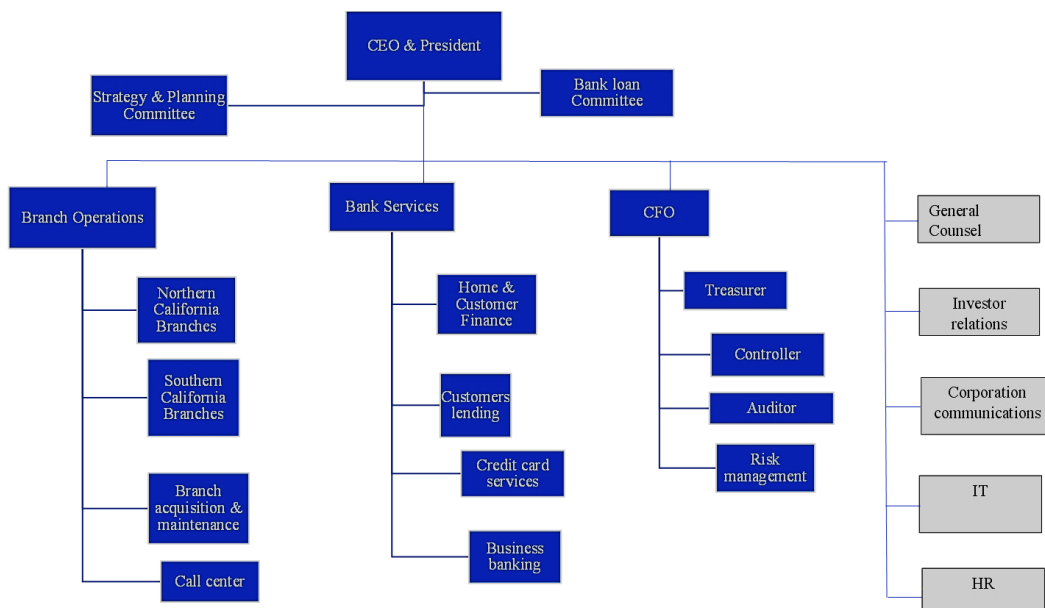 CEO & President
Strategy & Planning
Committee
Bank loan
Committee
Branch Operations
Northern
California
Branches
Southern
California
Branches
Branch
acquisition &
maintenance
Call center
Bank Services
Home &
Customer
Finance
Customers
lending
Credit card
services
Business
banking
CFO
Treasurer
Controller
Auditor
Risk
management
General
Counsel
Investor
relations
Corporation
communications
IT
HR